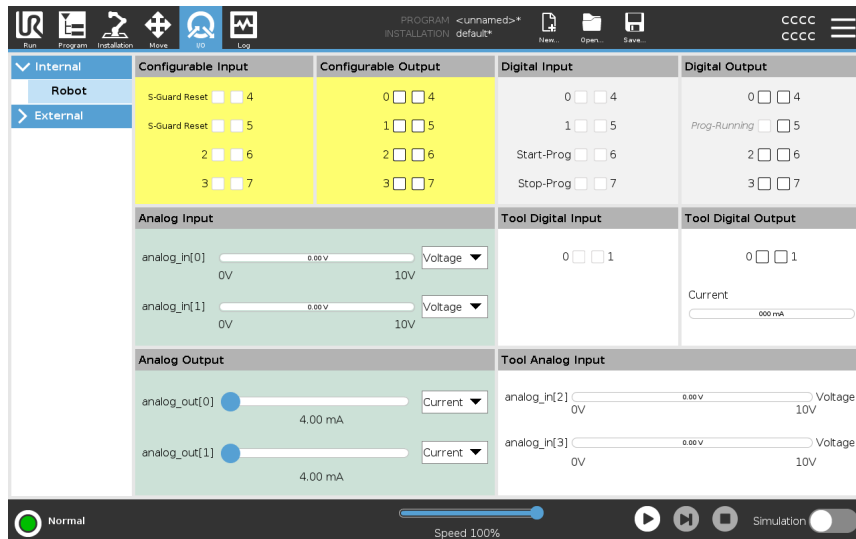 PROGRAM <unnamed>*
INSTALLATION default*
CCCC
CCCC
Run Program Installation Move I/O Log New... Open... Save...
Internal
Robot
External
Configurable Input
S-Guard Reset 4
S-Guard Reset 5
2 6
3 7
Configurable Output
0 4
1 5
2 6
3 7
Digital Input
0 4
1 5
Start-Prog 6
Stop-Prog 7
Digital Output
0 4
Prog-Running 5
2 6
3 7
Analog Input
analog_in[0] 0.00 V Voltage
0V 10V
analog_in[1] 0.00 V Voltage
0V 10V
Tool Digital Input
0 1
Tool Digital Output
0 1
Current
000 mA
Analog Output
analog_out[0] Current
4.00 mA
analog_out[1] Current
4.00 mA
Tool Analog Input
analog_in[2] 0.00 V Voltage
0V 10V
analog_in[3] 0.00 V Voltage
0V 10V
Normal
Speed 100%
Simulation